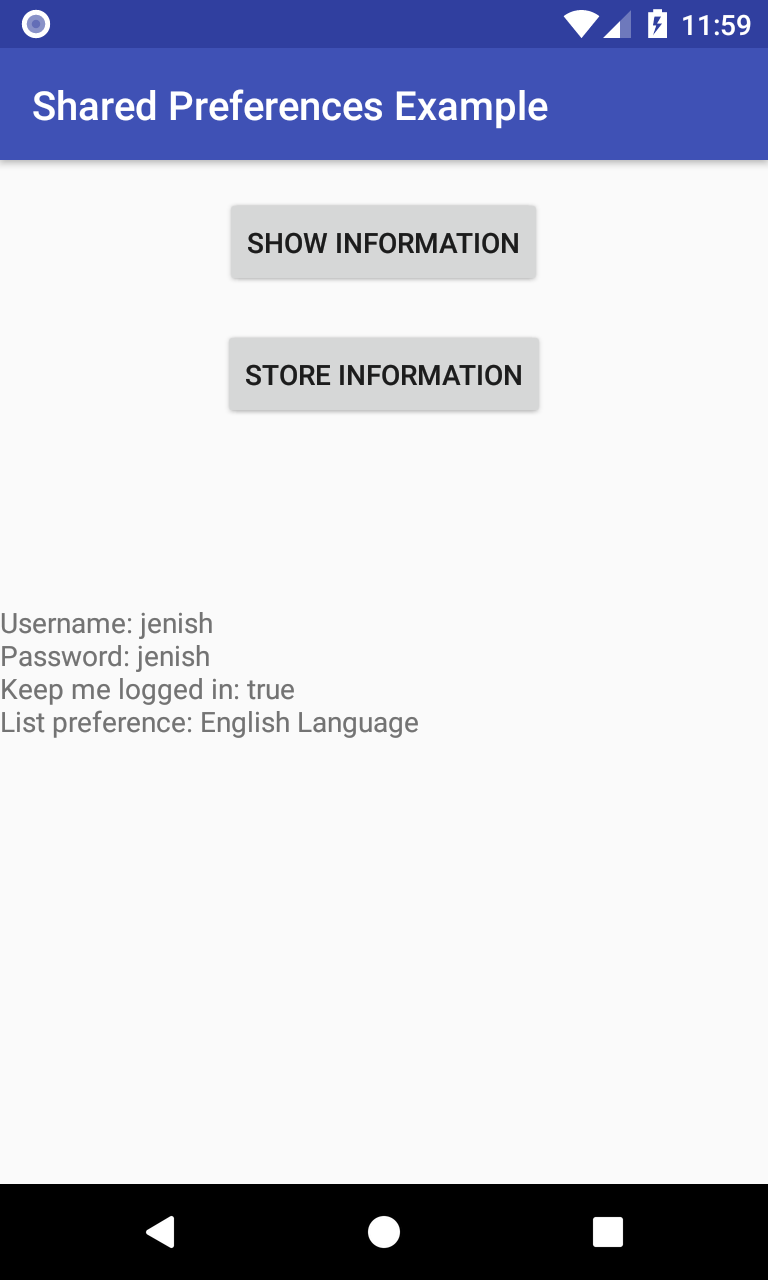 11:59
Shared Preferences Example
SHOW INFORMATION
STORE INFORMATION
Username: jenish
Password: jenish
Keep me logged in: true
List preference: English Language